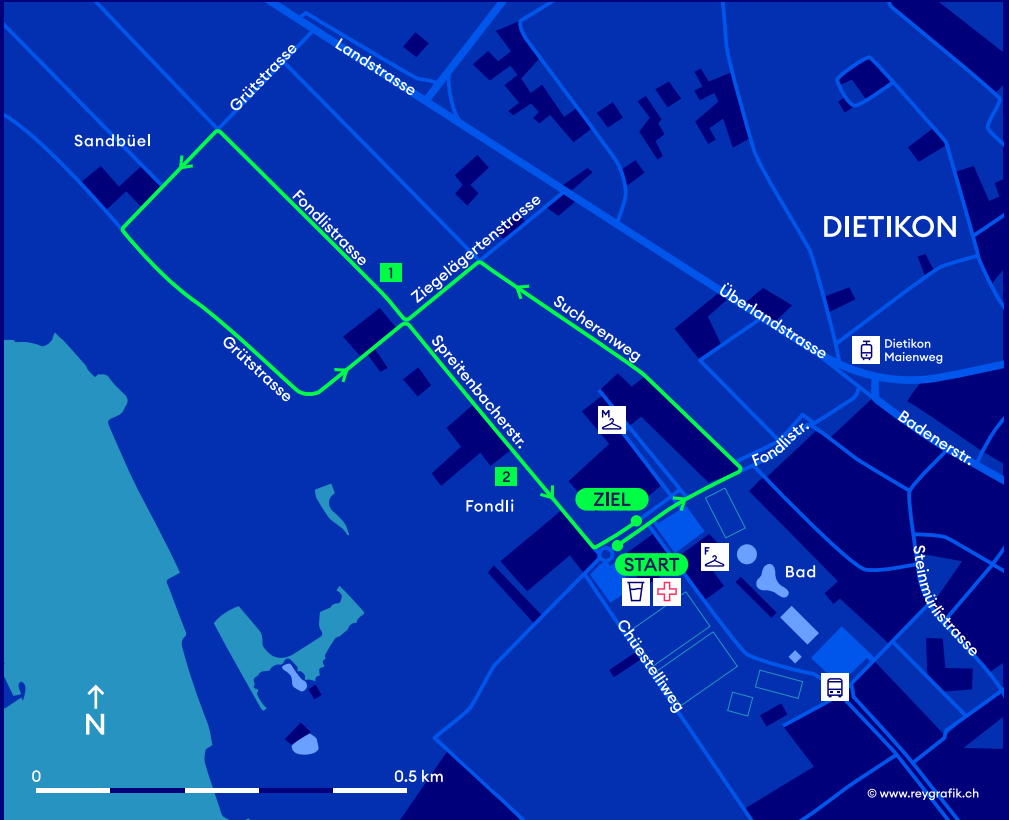 Grütstrasse
Landstrasse
Sandbüel
Fondlistrasse
1
Ziegelägertenstrasse
DIETIKON
Sucherenweg
Überlandstrasse
Dietikon
Maienweg
Grütstrasse
Spreitenbacherstr.
M
Fondlistr.
Badenerstr.
2
Fondli
ZIEL
START
F
Bad
Steinmürlistrasse
Chüestelliweg
N
0
0.5 km
© www.reygrafik.ch